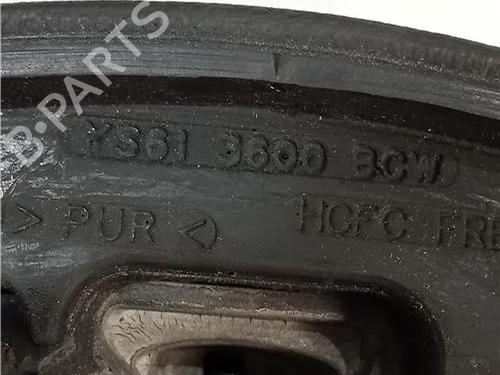 B-PARTS
YS61 3600 BCW
> PUR <
HCFC FRE